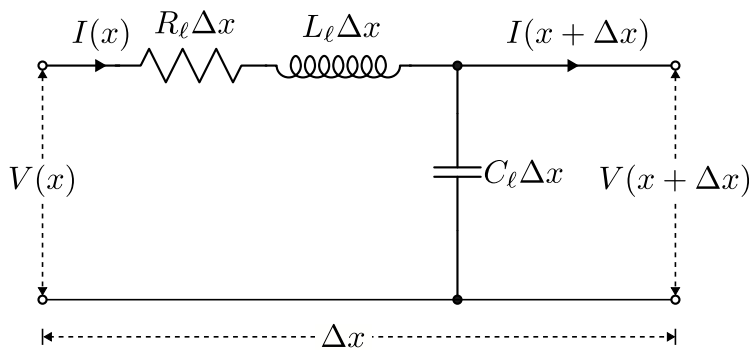 I(x)
R_ℓΔx
L_ℓΔx
I(x + Δx)
V(x)
C_ℓΔx
V(x + Δx)
Δx